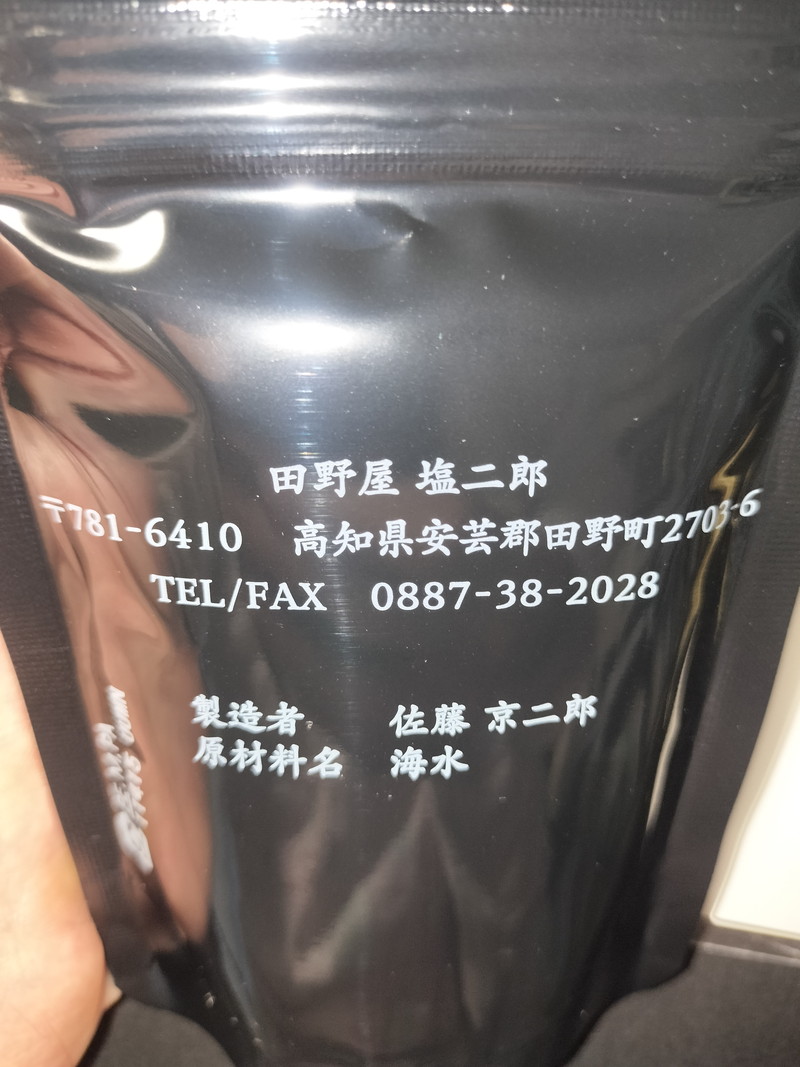 田野屋 塩二郎
〒781-6410 高知県安芸郡田野町2703-6
TEL/FAX 0887-38-2028
製造者 佐藤 京二郎
原材料名 海水